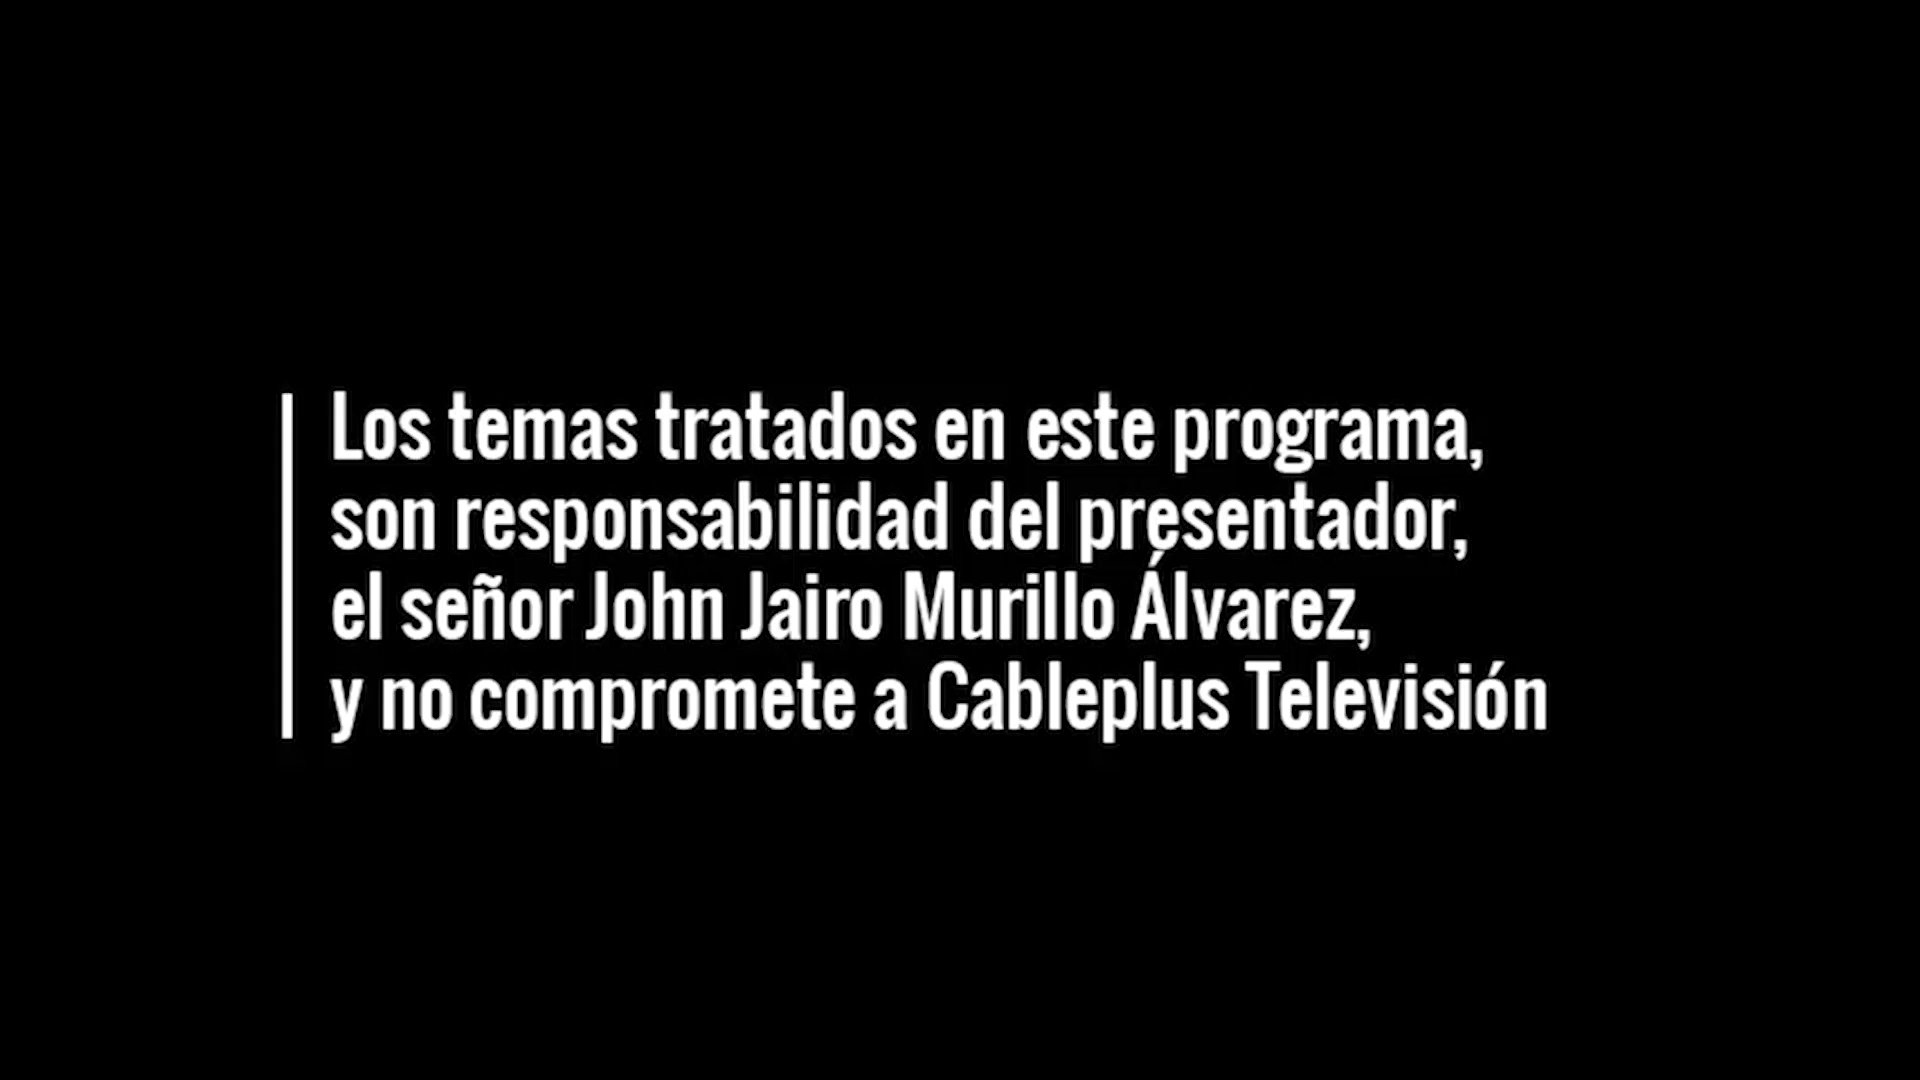 Los temas tratados en este programa,
son responsabilidad del presentador,
el señor John Jairo Murillo Álvarez,
y no compromete a Cableplus Televisión